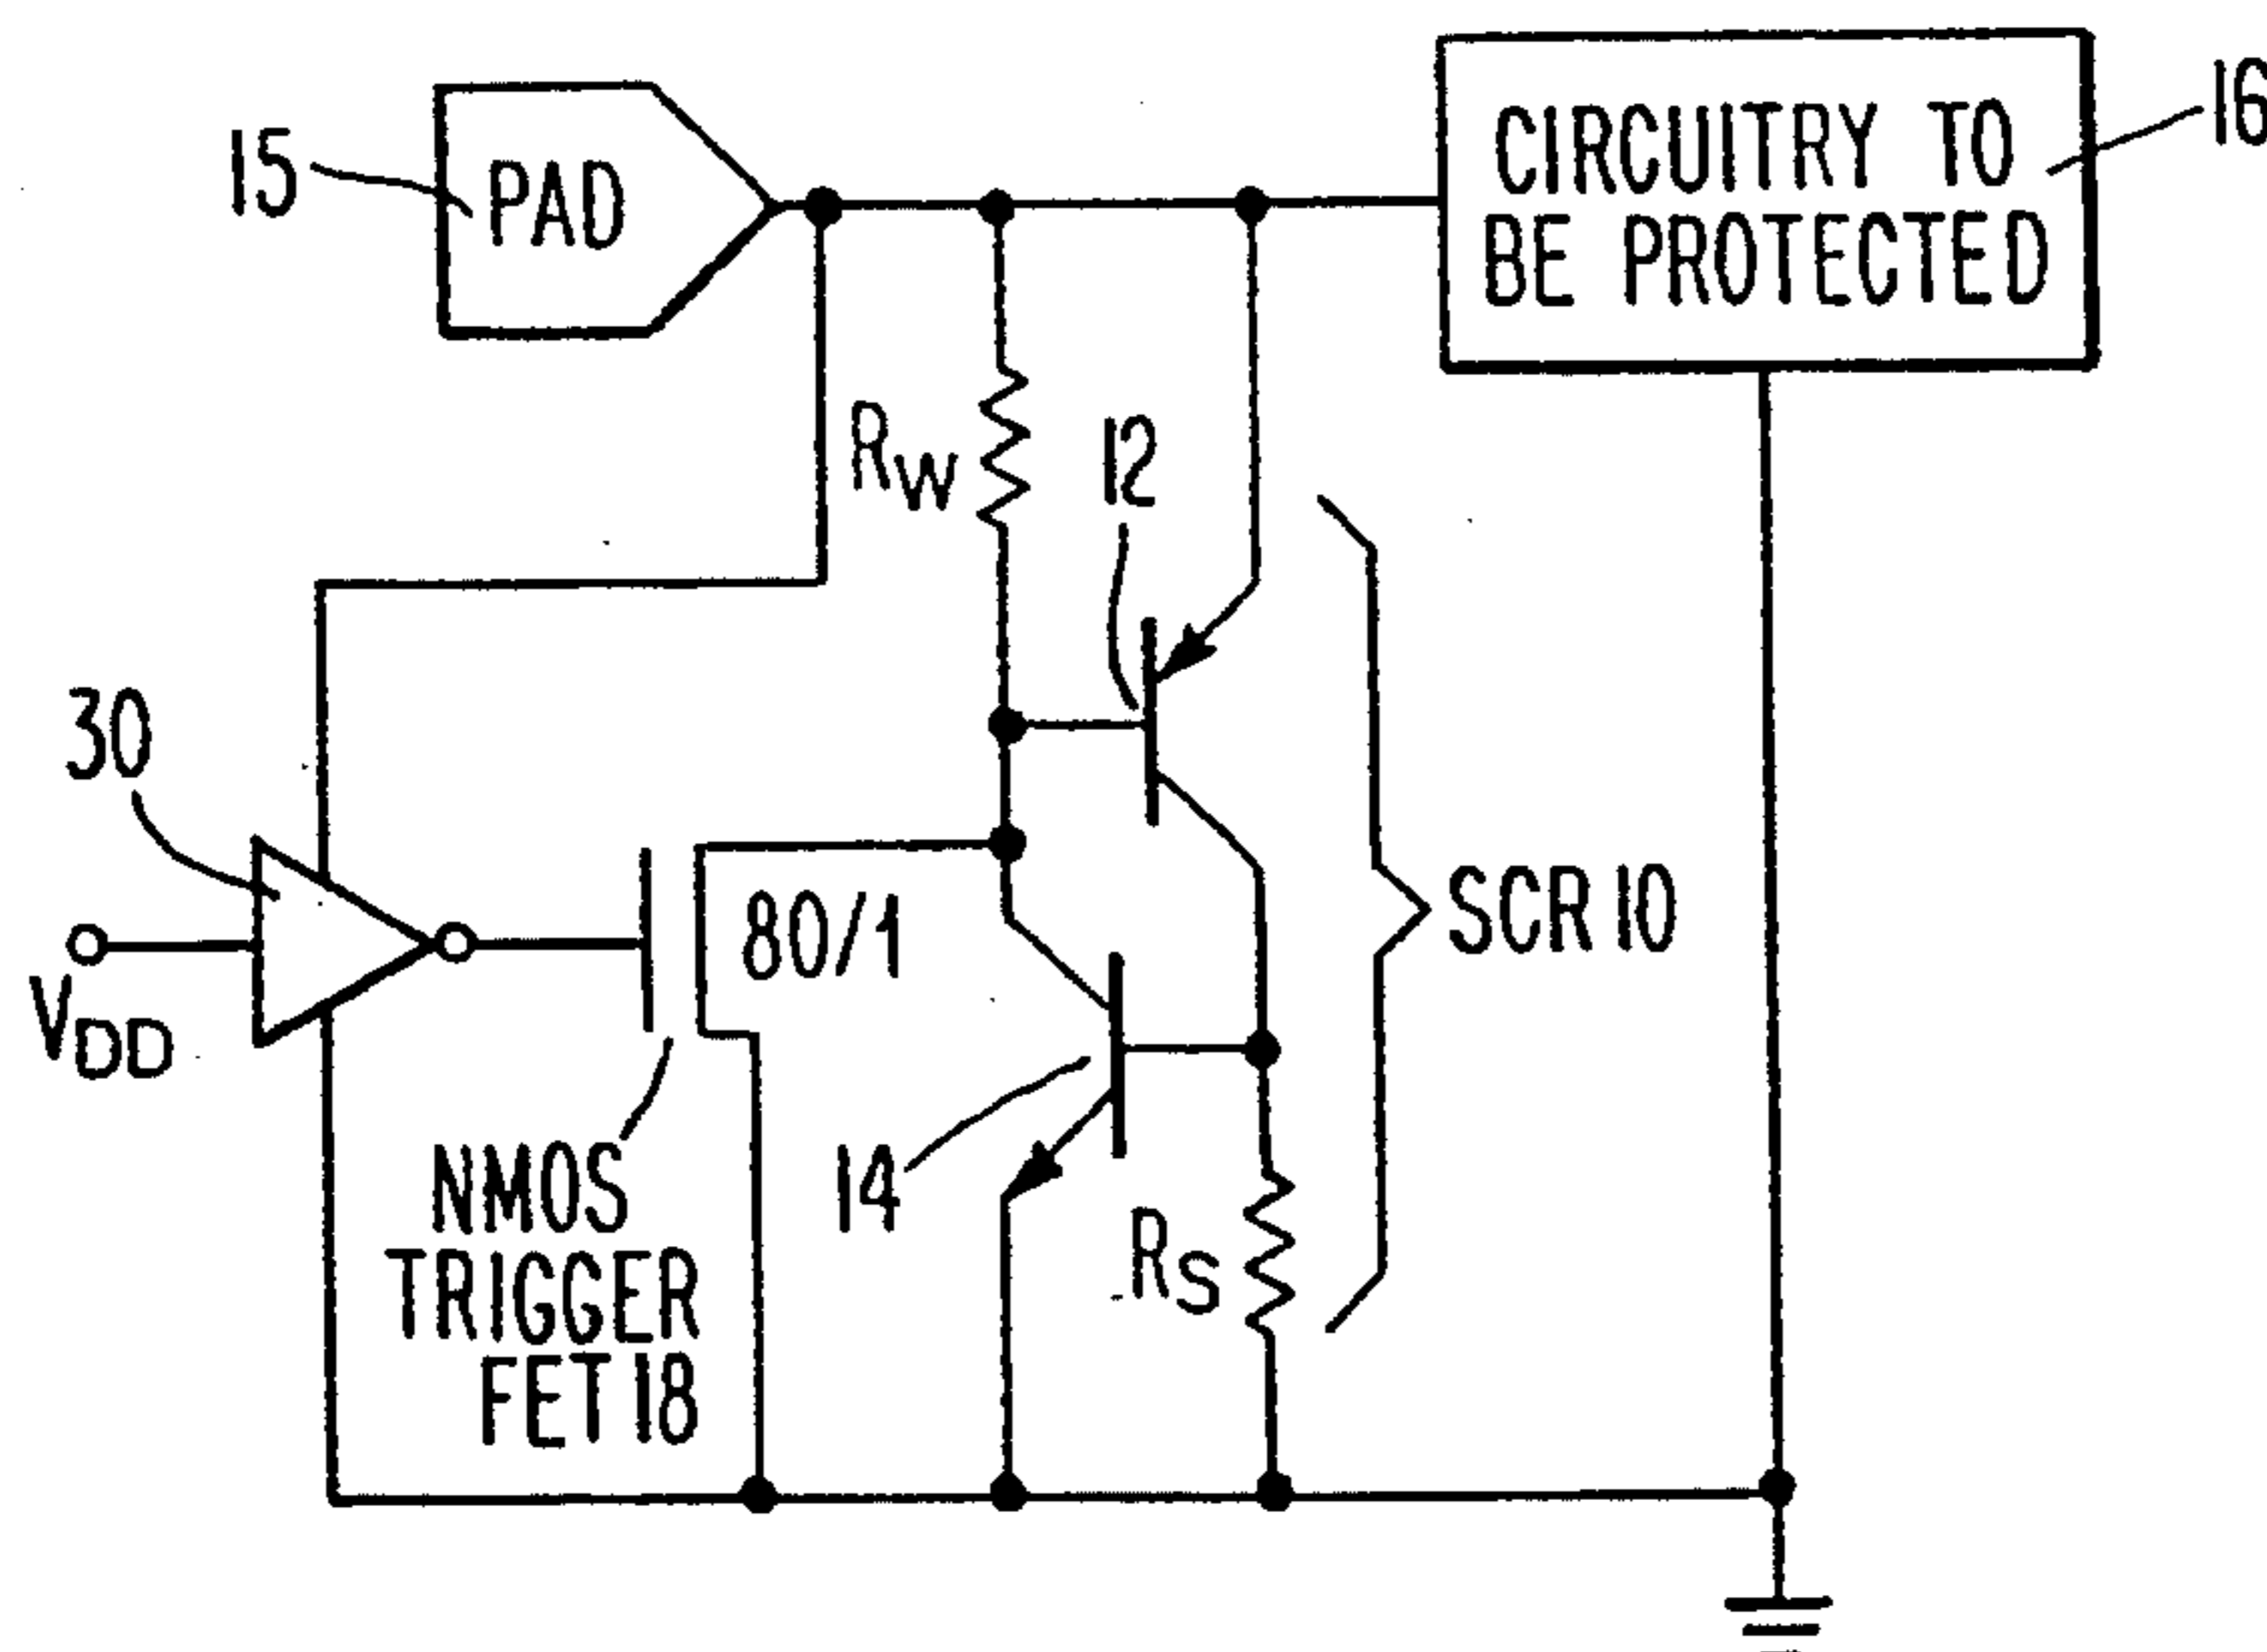 15
PAD
CIRCUITRY TO
BE PROTECTED
16
RW
12
30
VDD
80/1
SCR 10
NMOS
TRIGGER
FET 18
14
RS